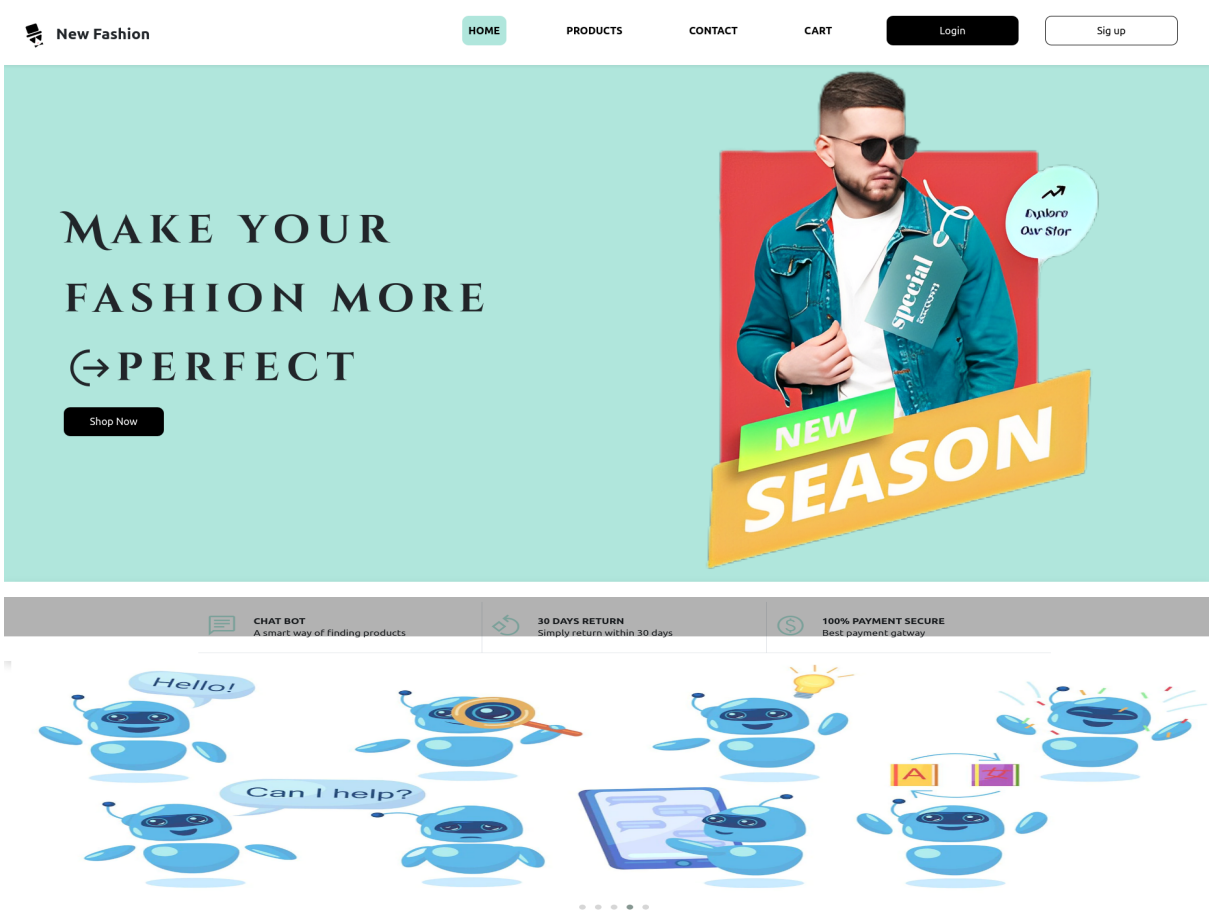 New Fashion
HOME
PRODUCTS
CONTACT
CART
Login
Sig up
MAKE YOUR
FASHION MORE
PERFECT
Shop Now
Our
special
NEW
SEASON
CHAT BOT
A smart way of finding products
30 DAYS RETURN
Simply return within 30 days
100% PAYMENT SECURE
Best payment gatway
Hello!
Can I help?
A